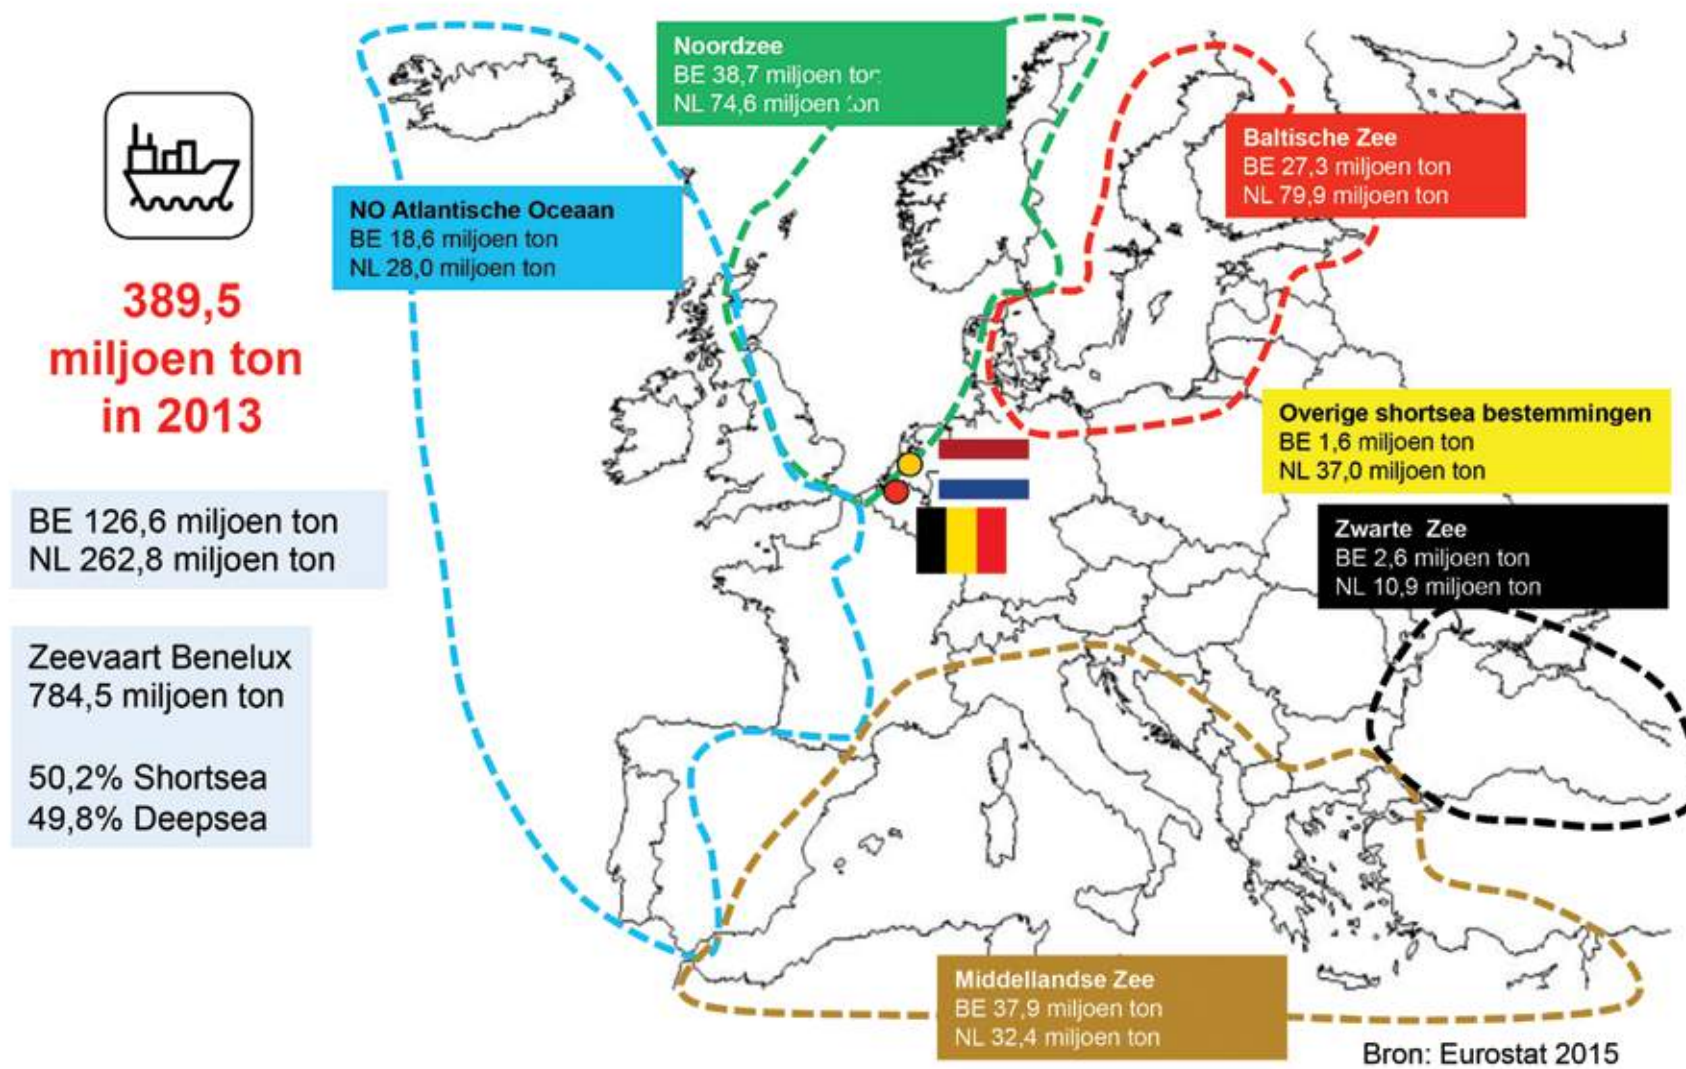 Noordzee
BE 38,7 miljoen ton
NL 74,6 miljoen ton
Baltische Zee
BE 27,3 miljoen ton
NL 79,9 miljoen ton
NO Atlantische Oceaan
BE 18,6 miljoen ton
NL 28,0 miljoen ton
389,5
miljoen ton
in 2013
Overige shortsea bestemmingen
BE 1,6 miljoen ton
NL 37,0 miljoen ton
BE 126,6 miljoen ton
NL 262,8 miljoen ton
Zwarte Zee
BE 2,6 miljoen ton
NL 10,9 miljoen ton
Zeevaart Benelux
784,5 miljoen ton
50,2% Shortsea
49,8% Deepsea
Middellandse Zee
BE 37,9 miljoen ton
NL 32,4 miljoen ton
Bron: Eurostat 2015